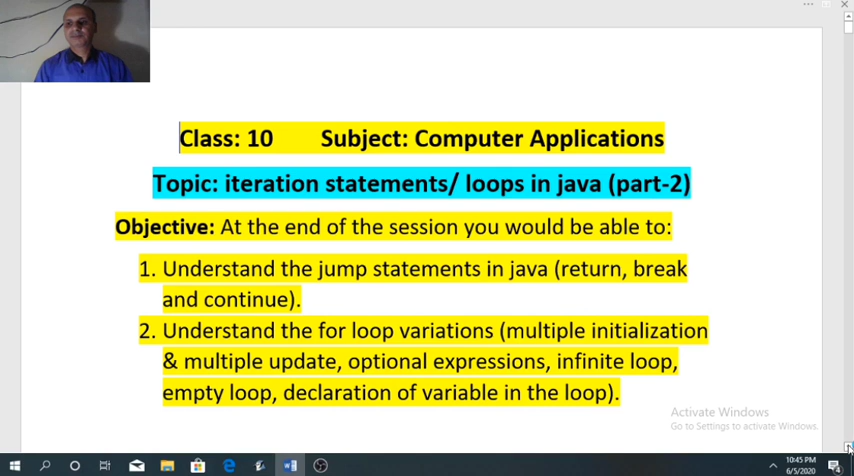 Class: 10 Subject: Computer Applications
Topic: iteration statements/ loops in java (part-2)
Objective: At the end of the session you would be able to:
1. Understand the jump statements in java (return, break
and continue).
2. Understand the for loop variations (multiple initialization
& multiple update, optional expressions, infinite loop,
empty loop, declaration of variable in the loop).
Activate Windows
Go to Settings to activate Windows.
10:45 PM
6/5/2020
4